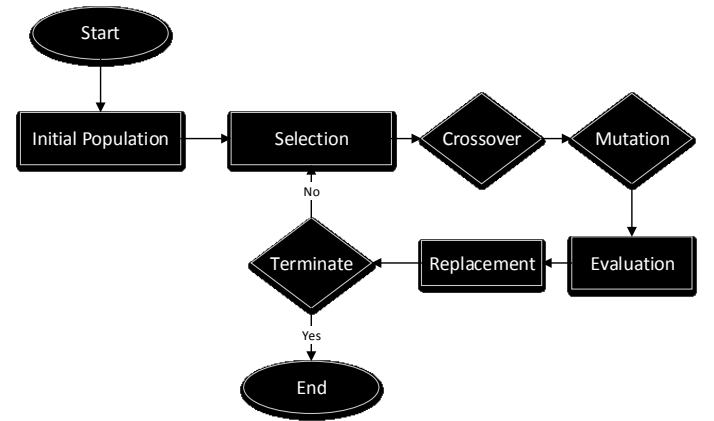 Start
Initial Population
Selection
Crossover
Mutation
No
Terminate
Replacement
Evaluation
Yes
End